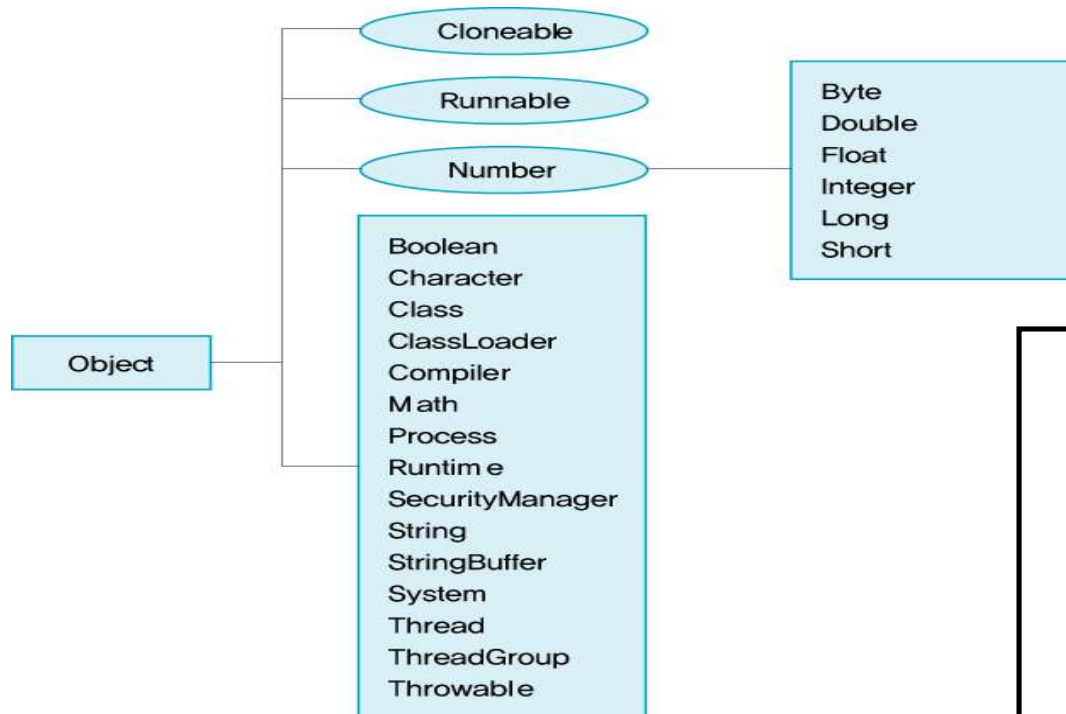 Cloneable
Runnable
Number
Byte
Double
Float
Integer
Long
Short
Object
Boolean
Character
Class
ClassLoader
Compiler
Math
Process
Runtime
SecurityManager
String
StringBuffer
System
Thread
ThreadGroup
Throwable